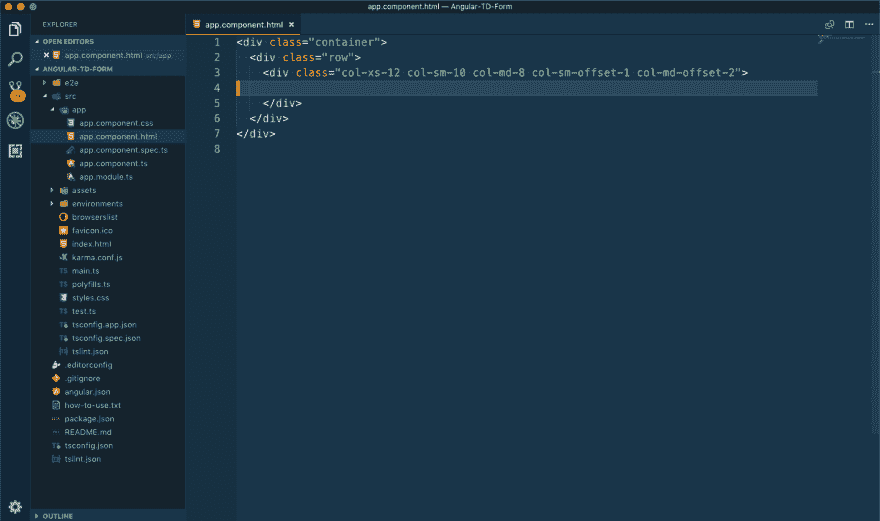 app.component.html — Angular-TD-Form
EXPLORER
OPEN EDITORS
app.component.html src/app
ANGULAR-TD-FORM
e2e
src
app
app.component.css
app.component.html
app.component.spec.ts
app.component.ts
app.module.ts
assets
environments
browserslist
favicon.ico
index.html
karma.conf.js
TS main.ts
TS polyfills.ts
styles.css
TS test.ts
TS tsconfig.app.json
TS tsconfig.spec.json
tslint.json
.editorconfig
.gitignore
angular.json
how-to-use.txt
package.json
README.md
TS tsconfig.json
tslint.json
OUTLINE
app.component.html
1 <div class="container">
2 <div class="row">
3 <div class="col-xs-12 col-sm-10 col-md-8 col-sm-offset-1 col-md-offset-2">
4
5 </div>
6 </div>
7 </div>
8